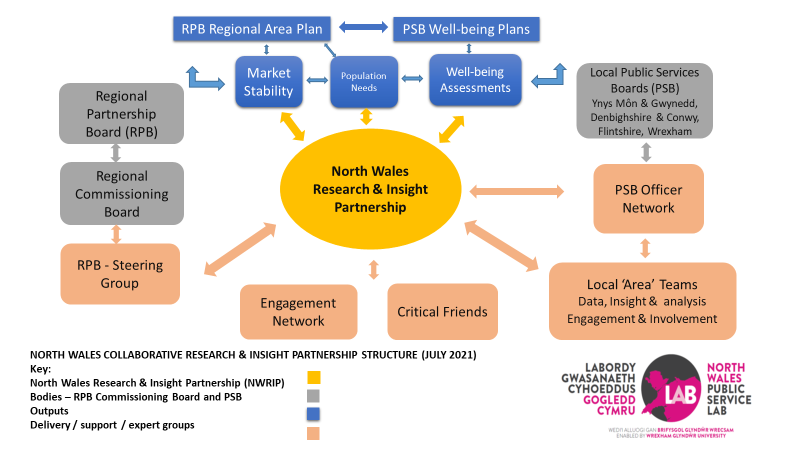 RPB Regional Area Plan
PSB Well-being Plans
Market
Stability
Population
Needs
Well-being
Assessments
Regional
Partnership
Board (RPB)
Local Public Services
Boards (PSB)
Ynys Môn & Gwynedd,
Denbighshire & Conwy,
Flintshire, Wrexham
North Wales
Research & Insight
Partnership
Regional
Commissioning
Board
PSB Officer
Network
RPB - Steering
Group
Engagement
Network
Critical Friends
Local ‘Area’ Teams
Data, Insight & analysis
Engagement & Involvement
NORTH WALES COLLABORATIVE RESEARCH & INSIGHT PARTNERSHIP STRUCTURE (JULY 2021)
Key:
North Wales Research & Insight Partnership (NWRIP)
Bodies – RPB Commissioning Board and PSB
Outputs
Delivery / support / expert groups
LABORDY
GWASANAETH
CYHOEDDUS
GOGLEDD
CYMRU
LAB
NORTH
WALES
PUBLIC
SERVICE
LAB
WEDI'I ALLUOGI GAN BRIFYSGOL GLYNDŴR WRECSAM
ENABLED BY WREXHAM GLYNDŴR UNIVERSITY